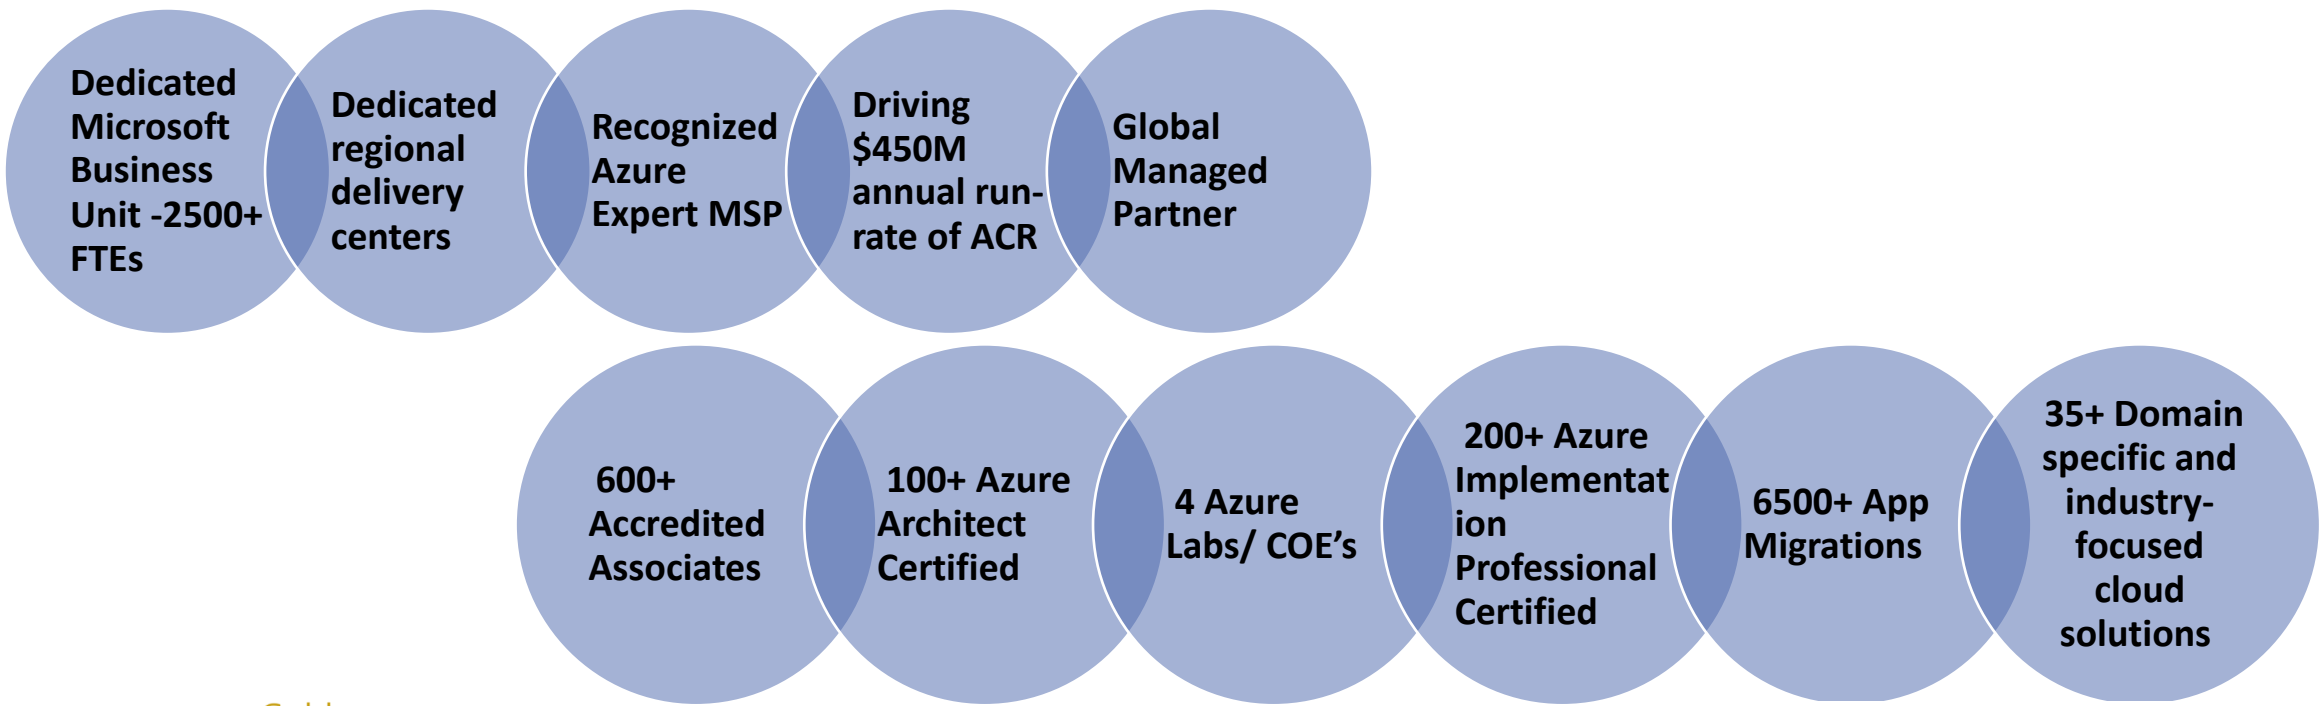 Dedicated
Microsoft
Business
Unit -2500+
FTEs
Dedicated
regional
delivery
centers
Recognized
Azure
Expert MSP
Driving
$450M
annual run-
rate of ACR
Global
Managed
Partner
600+
Accredited
Associates
100+ Azure
Architect
Certified
4 Azure
Labs/ COE’s
200+ Azure
Implementat
ion
Professional
Certified
6500+ App
Migrations
35+ Domain
specific and
industry-
focused
cloud
solutions